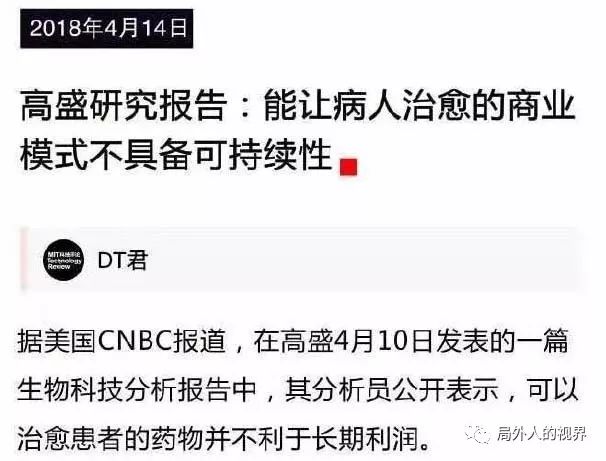 2018年4月14日
高盛研究报告：能让病人治愈的商业
模式不具备可持续性
MIT科技评论
Technology
Review
DT君
据美国CNBC报道，在高盛4月10日发表的一篇
生物科技分析报告中，其分析员公开表示，可以
治愈患者的药物并不利于长期利润。
局外人的视界